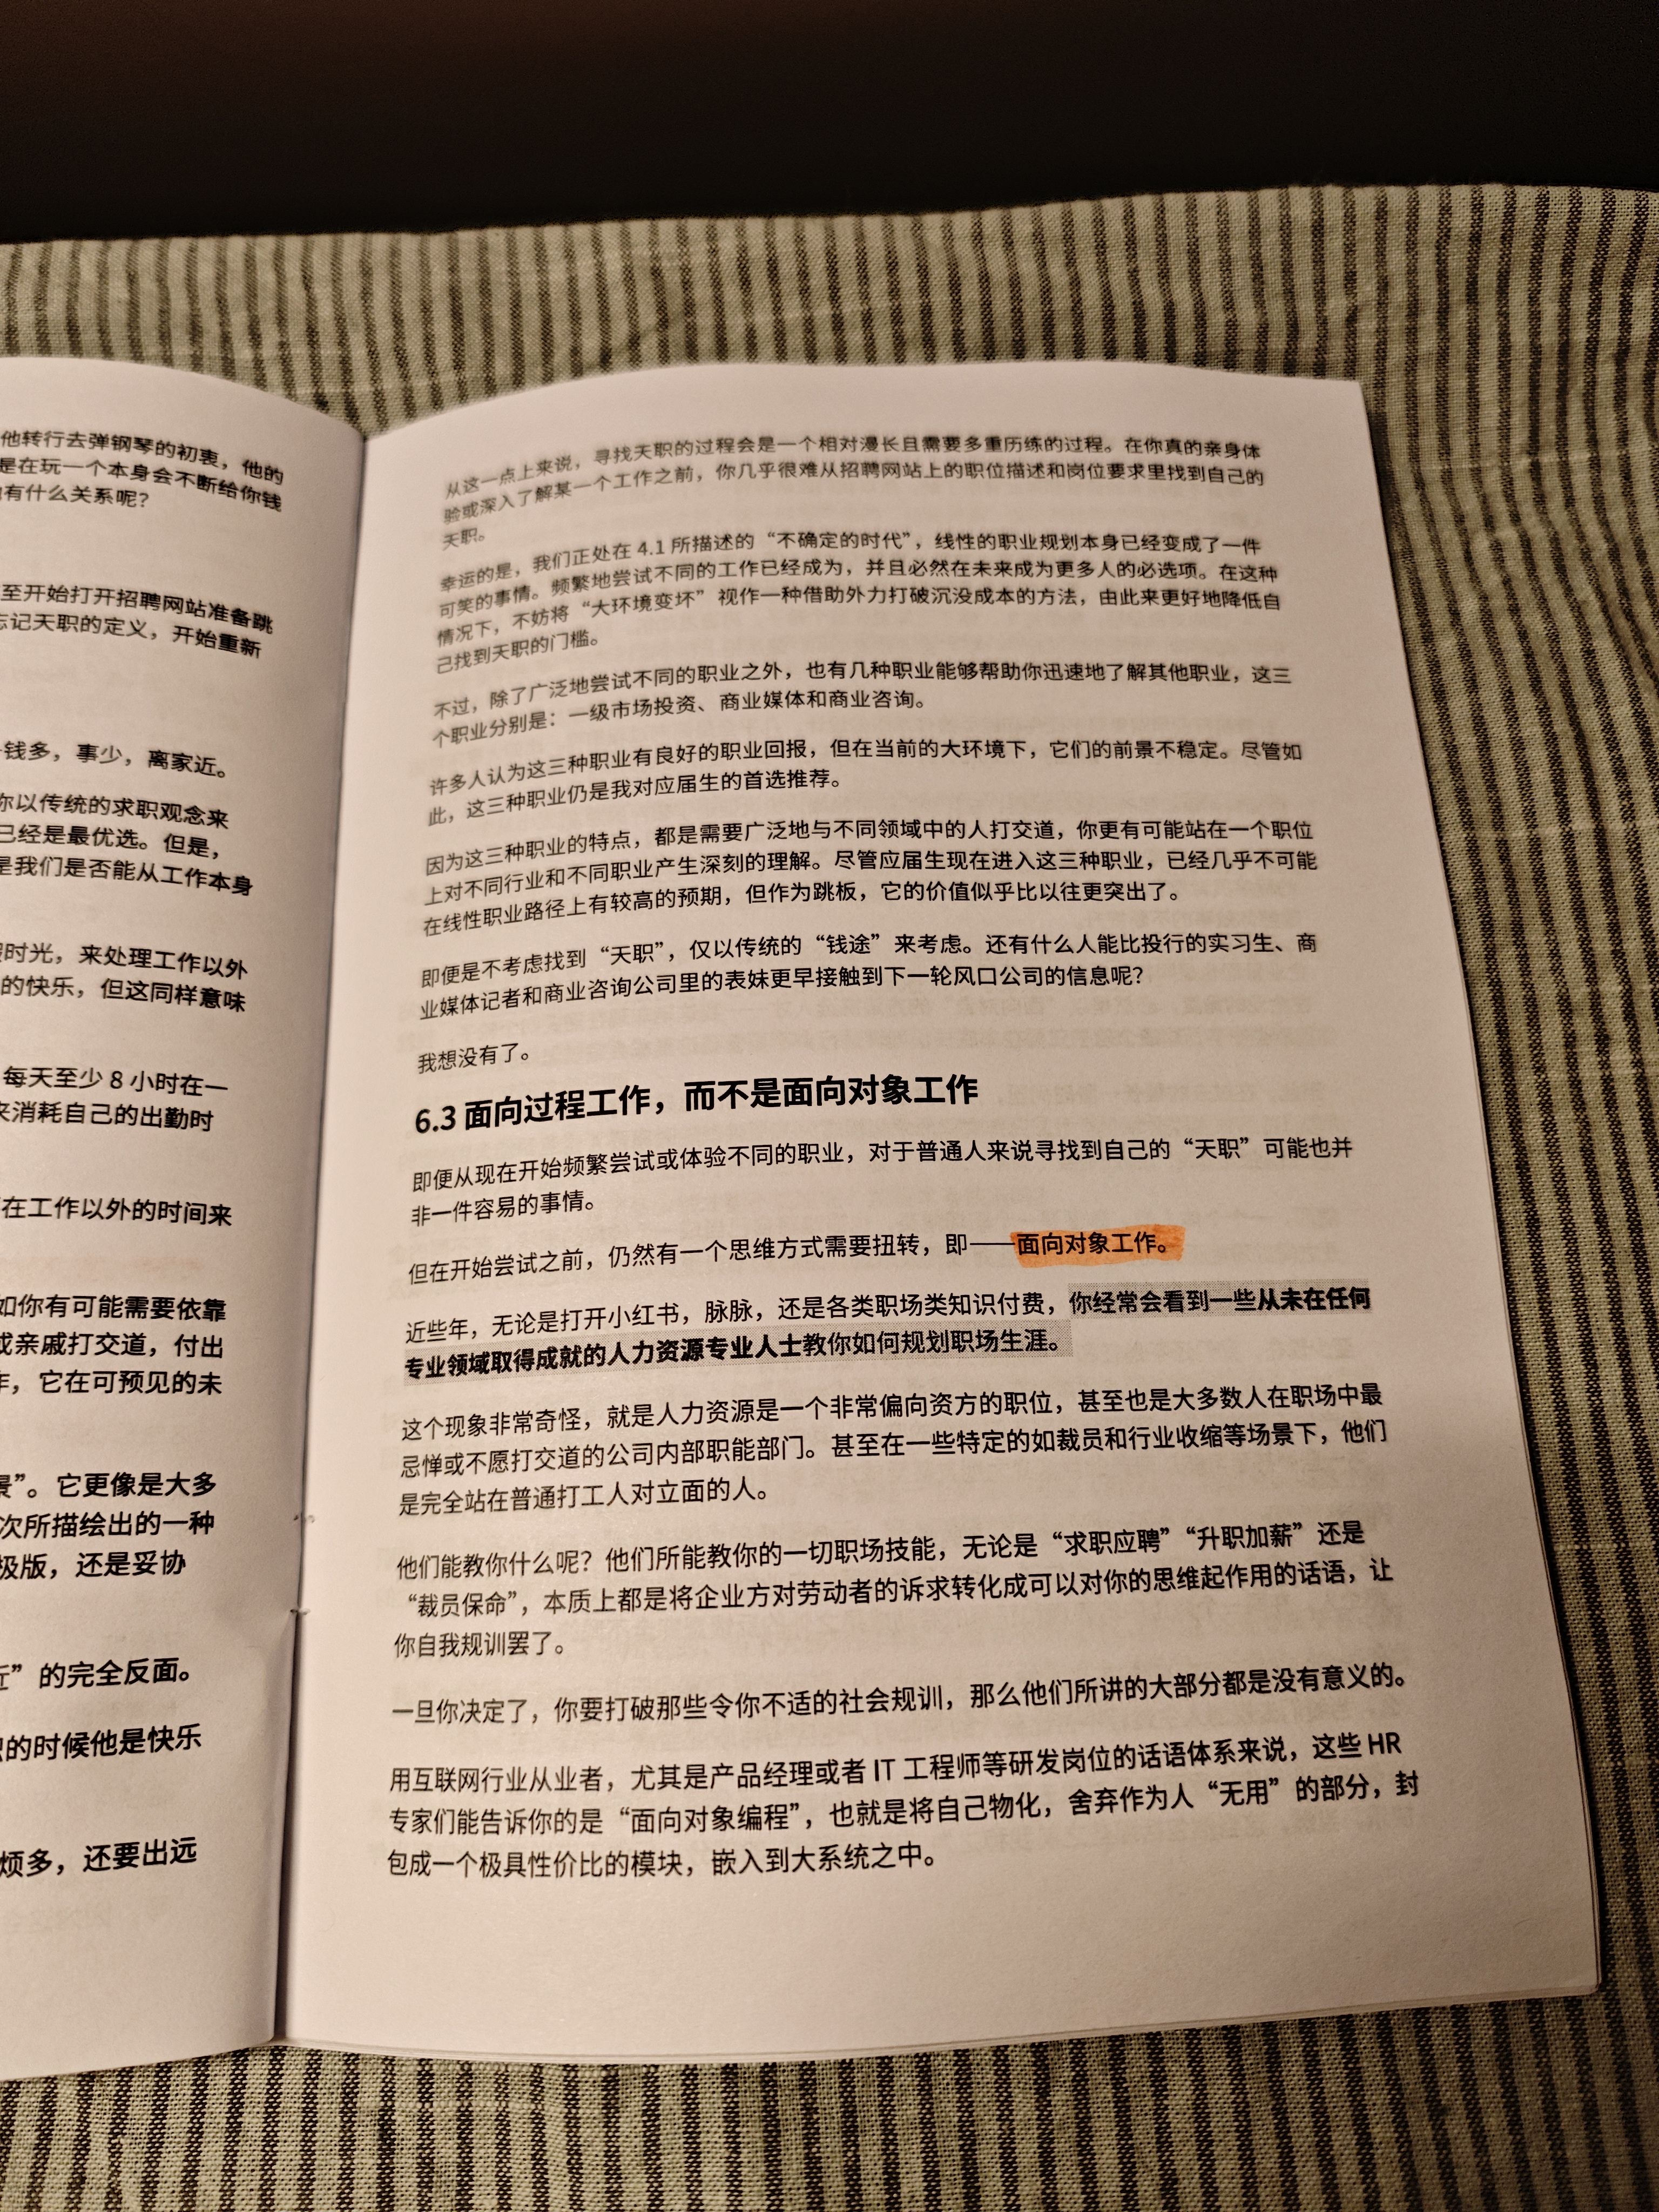 他转行去弹钢琴的初衷，他的
是在玩一个本身会不断给你钱
有什么关系呢？
至开始打开招聘网站准备跳
忘记天职的定义，开始重新
钱多，事少，离家近。
你以传统的求职观念来
已经是最优选。但是，
是我们是否能从工作本身
时光，来处理工作以外
的快乐，但这同样意味
每天至少 8 小时在一
来消耗自己的出勤时
在工作以外的时间来
如你有可能需要依靠
或亲戚打交道，付出
，它在可预见的未
景”。它更像是大多
次所描绘出的一种
极版，还是妥协
近”的完全反面。
的时候他是快乐
烦多，还要出远
从这一点上来说，寻找天职的过程会是一个相对漫长且需要多重历练的过程。在你真的亲身体
验或深入了解某一个工作之前，你几乎很难从招聘网站上的职位描述和岗位要求里找到自己的
天职。
幸运的是，我们正处在 4.1 所描述的“不确定的时代”，线性的职业规划本身已经变成了一件
可笑的事情。频繁地尝试不同的工作已经成为，并且必然在未来成为更多人的必选项。在这种
情况下，不妨将“大环境变坏”视作一种借助外力打破沉没成本的方法，由此来更好地降低自
己找到天职的门槛。
不过，除了广泛地尝试不同的职业之外，也有几种职业能够帮助你迅速地了解其他职业，这三
个职业分别是：一级市场投资、商业媒体和商业咨询。
许多人认为这三种职业有良好的职业回报，但在当前的大环境下，它们的前景不稳定。尽管如
此，这三种职业仍是我对应届生的首选推荐。
因为这三种职业的特点，都是需要广泛地与不同领域中的人打交道，你更有可能站在一个职位
上对不同行业和不同职业产生深刻的理解。尽管应届生现在进入这三种职业，已经几乎不可能
在线性职业路径上有较高的预期，但作为跳板，它的价值似乎比以往更突出了。
即便是不考虑找到“天职”，仅以传统的“钱途”来考虑。还有什么人能比投行的实习生、商
业媒体记者和商业咨询公司里的表妹更早接触到下一轮风口公司的信息呢？
我想没有了。
6.3 面向过程工作，而不是面向对象工作
即便从现在开始频繁尝试或体验不同的职业，对于普通人来说寻找到自己的“天职”可能也并
非一件容易的事情。
但在开始尝试之前，仍然有一个思维方式需要扭转，即——面向对象工作。
近些年，无论是打开小红书，脉脉，还是各类职场类知识付费，你经常会看到一些从未在任何
专业领域取得成就的人力资源专业人士教你如何规划职场生涯。
这个现象非常奇怪，就是人力资源是一个非常偏向资方的职位，甚至也是大多数人在职场中最
忌惮或不愿打交道的公司内部职能部门。甚至在一些特定的如裁员和行业收缩等场景下，他们
是完全站在普通打工人对立面的人。
他们能教你什么呢？他们所能教你的一切职场技能，无论是“求职应聘”“升职加薪”还是
“裁员保命”，本质上都是将企业方对劳动者的诉求转化成可以对你的思维起作用的话语，让
你自我规训罢了。
一旦你决定了，你要打破那些令你不适的社会规训，那么他们所讲的大部分都是没有意义的。
用互联网行业从业者，尤其是产品经理或者 IT 工程师等研发岗位的话语体系来说，这些 HR
专家们能告诉你的是“面向对象编程”，也就是将自己物化，舍弃作为人“无用”的部分，封
包成一个极具性价比的模块，嵌入到大系统之中。